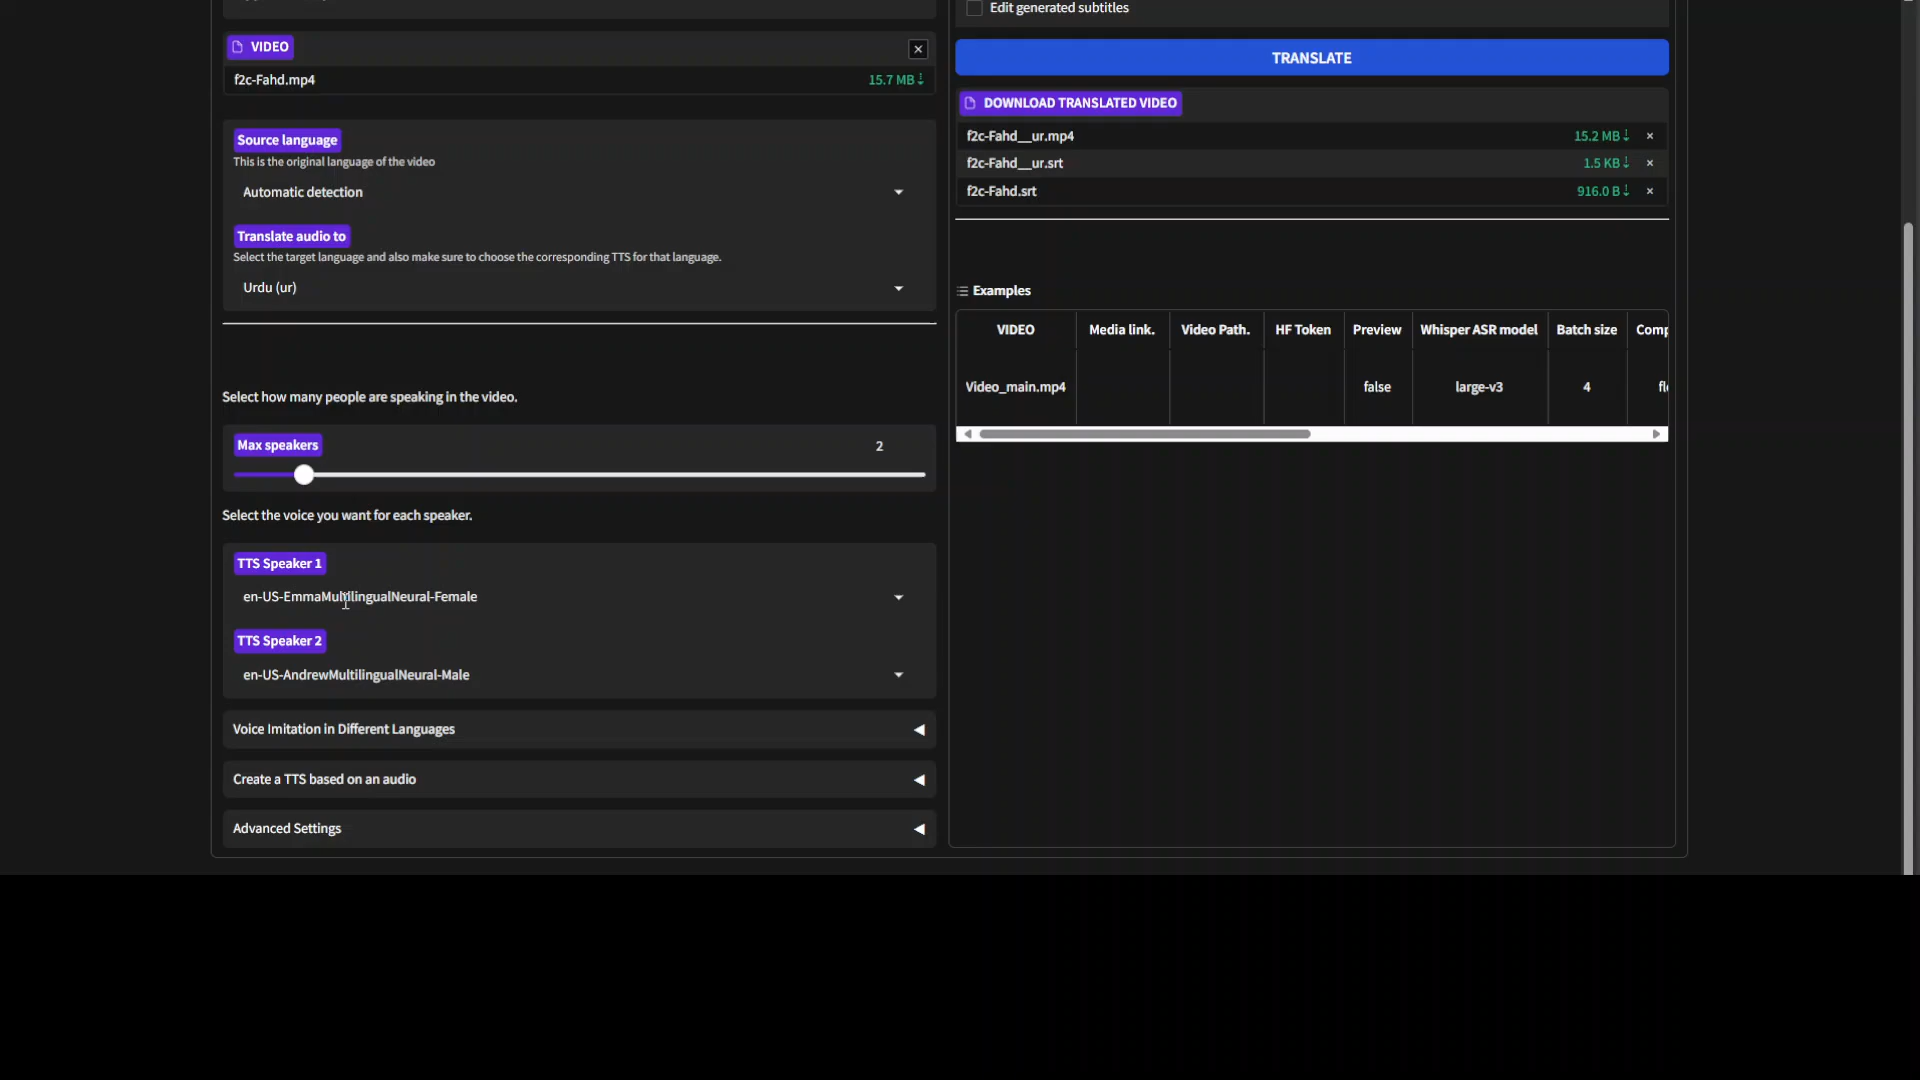 VIDEO
f2c-Fahd.mp4
15.7 MB
Source language
This is the original language of the video
Automatic detection
Translate audio to
Select the target language and also make sure to choose the corresponding TTS for that language.
Urdu (ur)
Select how many people are speaking in the video.
Max speakers
2
Select the voice you want for each speaker.
TTS Speaker 1
en-US-EmmaMultilingualNeural-Female
TTS Speaker 2
en-US-AndrewMultilingualNeural-Male
Voice Imitation in Different Languages
Create a TTS based on an audio
Advanced Settings
Edit generated subtitles
TRANSLATE
DOWNLOAD TRANSLATED VIDEO
f2c-Fahd__ur.mp4 15.2 MB
f2c-Fahd__ur.srt 1.5 KB
f2c-Fahd.srt 916.0 B
Examples
VIDEO Media link. Video Path. HF Token Preview Whisper ASR model Batch size Comp
Video_main.mp4 false large-v3 4 fl